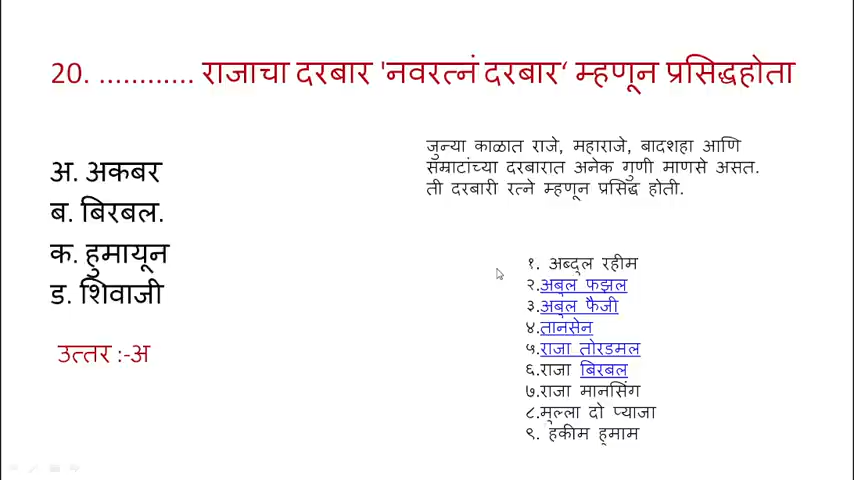 20. ............ राजाचा दरबार 'नवरत्नं दरबार‘ म्हणून प्रसिद्धहोता
अ. अकबर
ब. बिरबल.
क. हुमायून
ड. शिवाजी
उत्तर :-अ
जुन्या काळात राजे, महाराजे, बादशहा आणि
सम्राटांच्या दरबारात अनेक गुणी माणसे असत.
ती दरबारी रत्ने म्हणून प्रसिद्ध होती.
१. अब्दुल रहीम
२.अबुल फझल
३.अबुल फैजी
४.तानसेन
५.राजा तोरडमल
६.राजा बिरबल
७.राजा मानसिंग
८.मुल्ला दो प्याजा
९. हकीम हुमाम